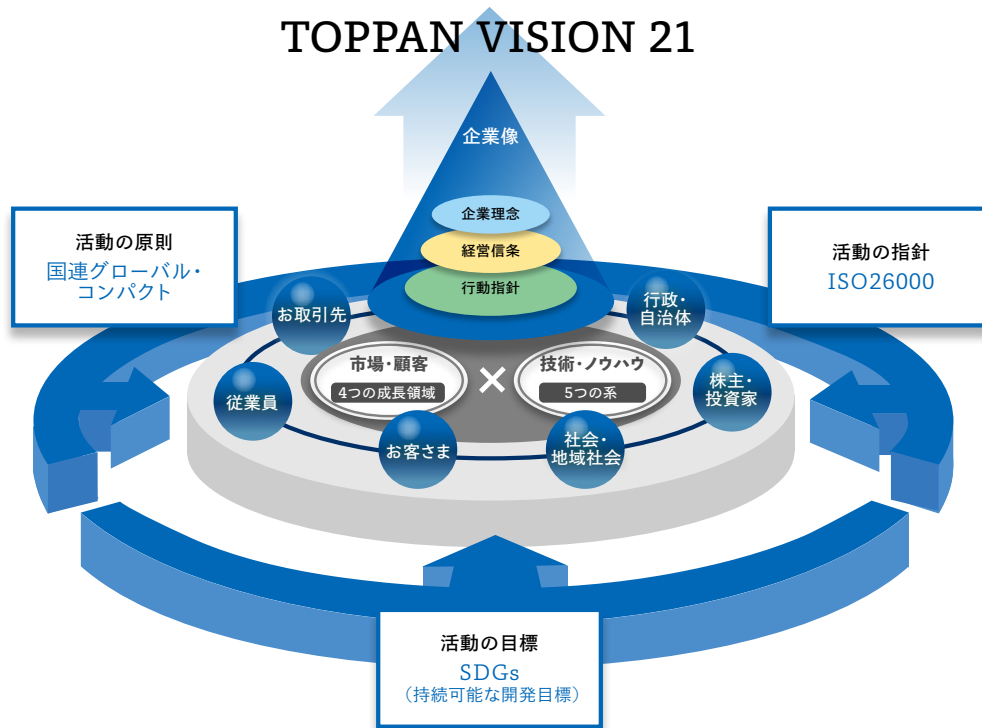 TOPPAN VISION 21
企業像
企業理念
経営信条
行動指針
活動の原則
国連グローバル・
コンパクト
活動の指針
ISO26000
お取引先
行政・
自治体
市場・顧客
4つの成長領域
×
技術・ノウハウ
5つの系
従業員
株主・
投資家
お客さま
社会・
地域社会
活動の目標
SDGs
（持続可能な開発目標）